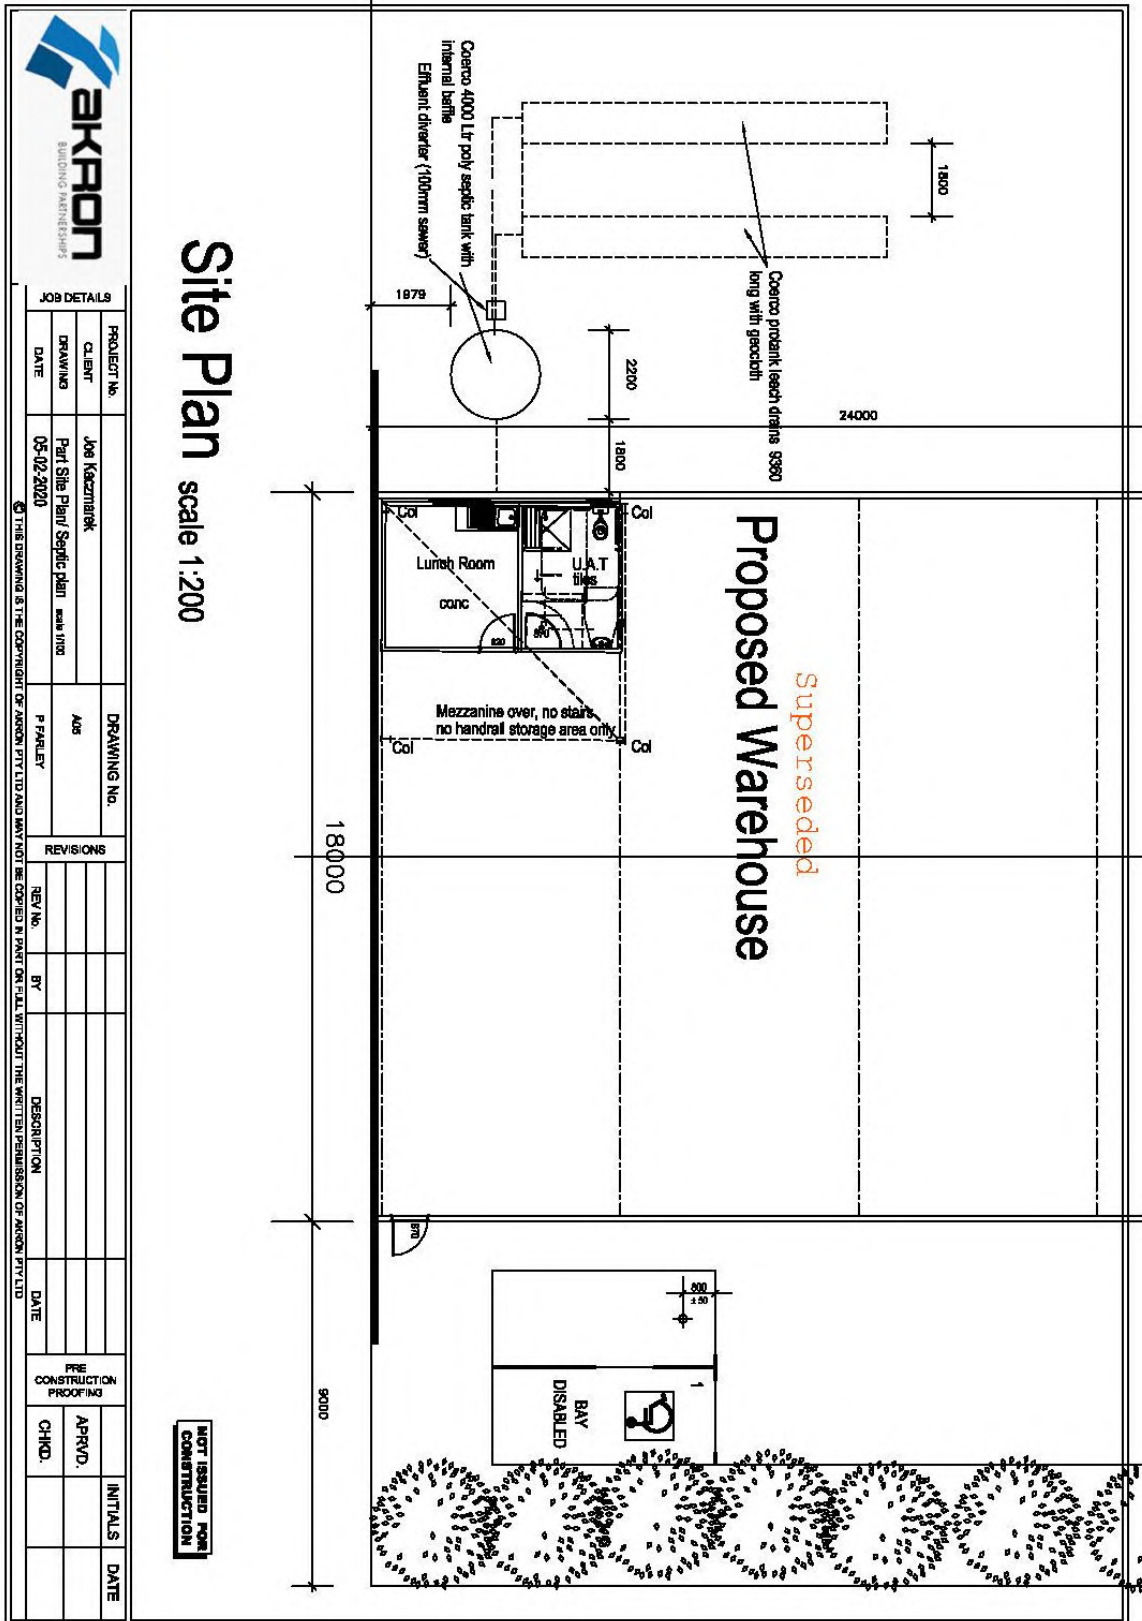 1800
Coerco protank leach drains 9360
long with geocloth
Coerco 4000 Ltr poly septic tank with
internal baffle
Effluent diverter (100mm sewer)
1979
2200
1800
24000
Proposed Warehouse
Superseded
Col
Col
Lunch Room
conc
U.A.T
tiles
820
870
Mezzanine over, no stairs
no handrail storage area only
Col
Col
18000
870
9000
800
±50
1
BAY
DISABLED
Site Plan scale 1:200
NOT ISSUED FOR
CONSTRUCTION
akron
BUILDING PARTNERSHIPS
JOB DETAILS
PROJECT No.
CLIENT Joe Kaczmarek
DRAWING Part Site Plan/ Septic plan scale 1/100
DATE 05-02-2020
DRAWING No.
A05
P FARLEY
REVISIONS
REV No. BY DESCRIPTION DATE
PRE
CONSTRUCTION
PROOFING
INITIALS DATE
APRVD.
CHKD.
© THIS DRAWING IS THE COPYRIGHT OF AKRON PTY LTD AND MAY NOT BE COPIED IN PART OR FULL WITHOUT THE WRITTEN PERMISSION OF AKRON PTY LTD